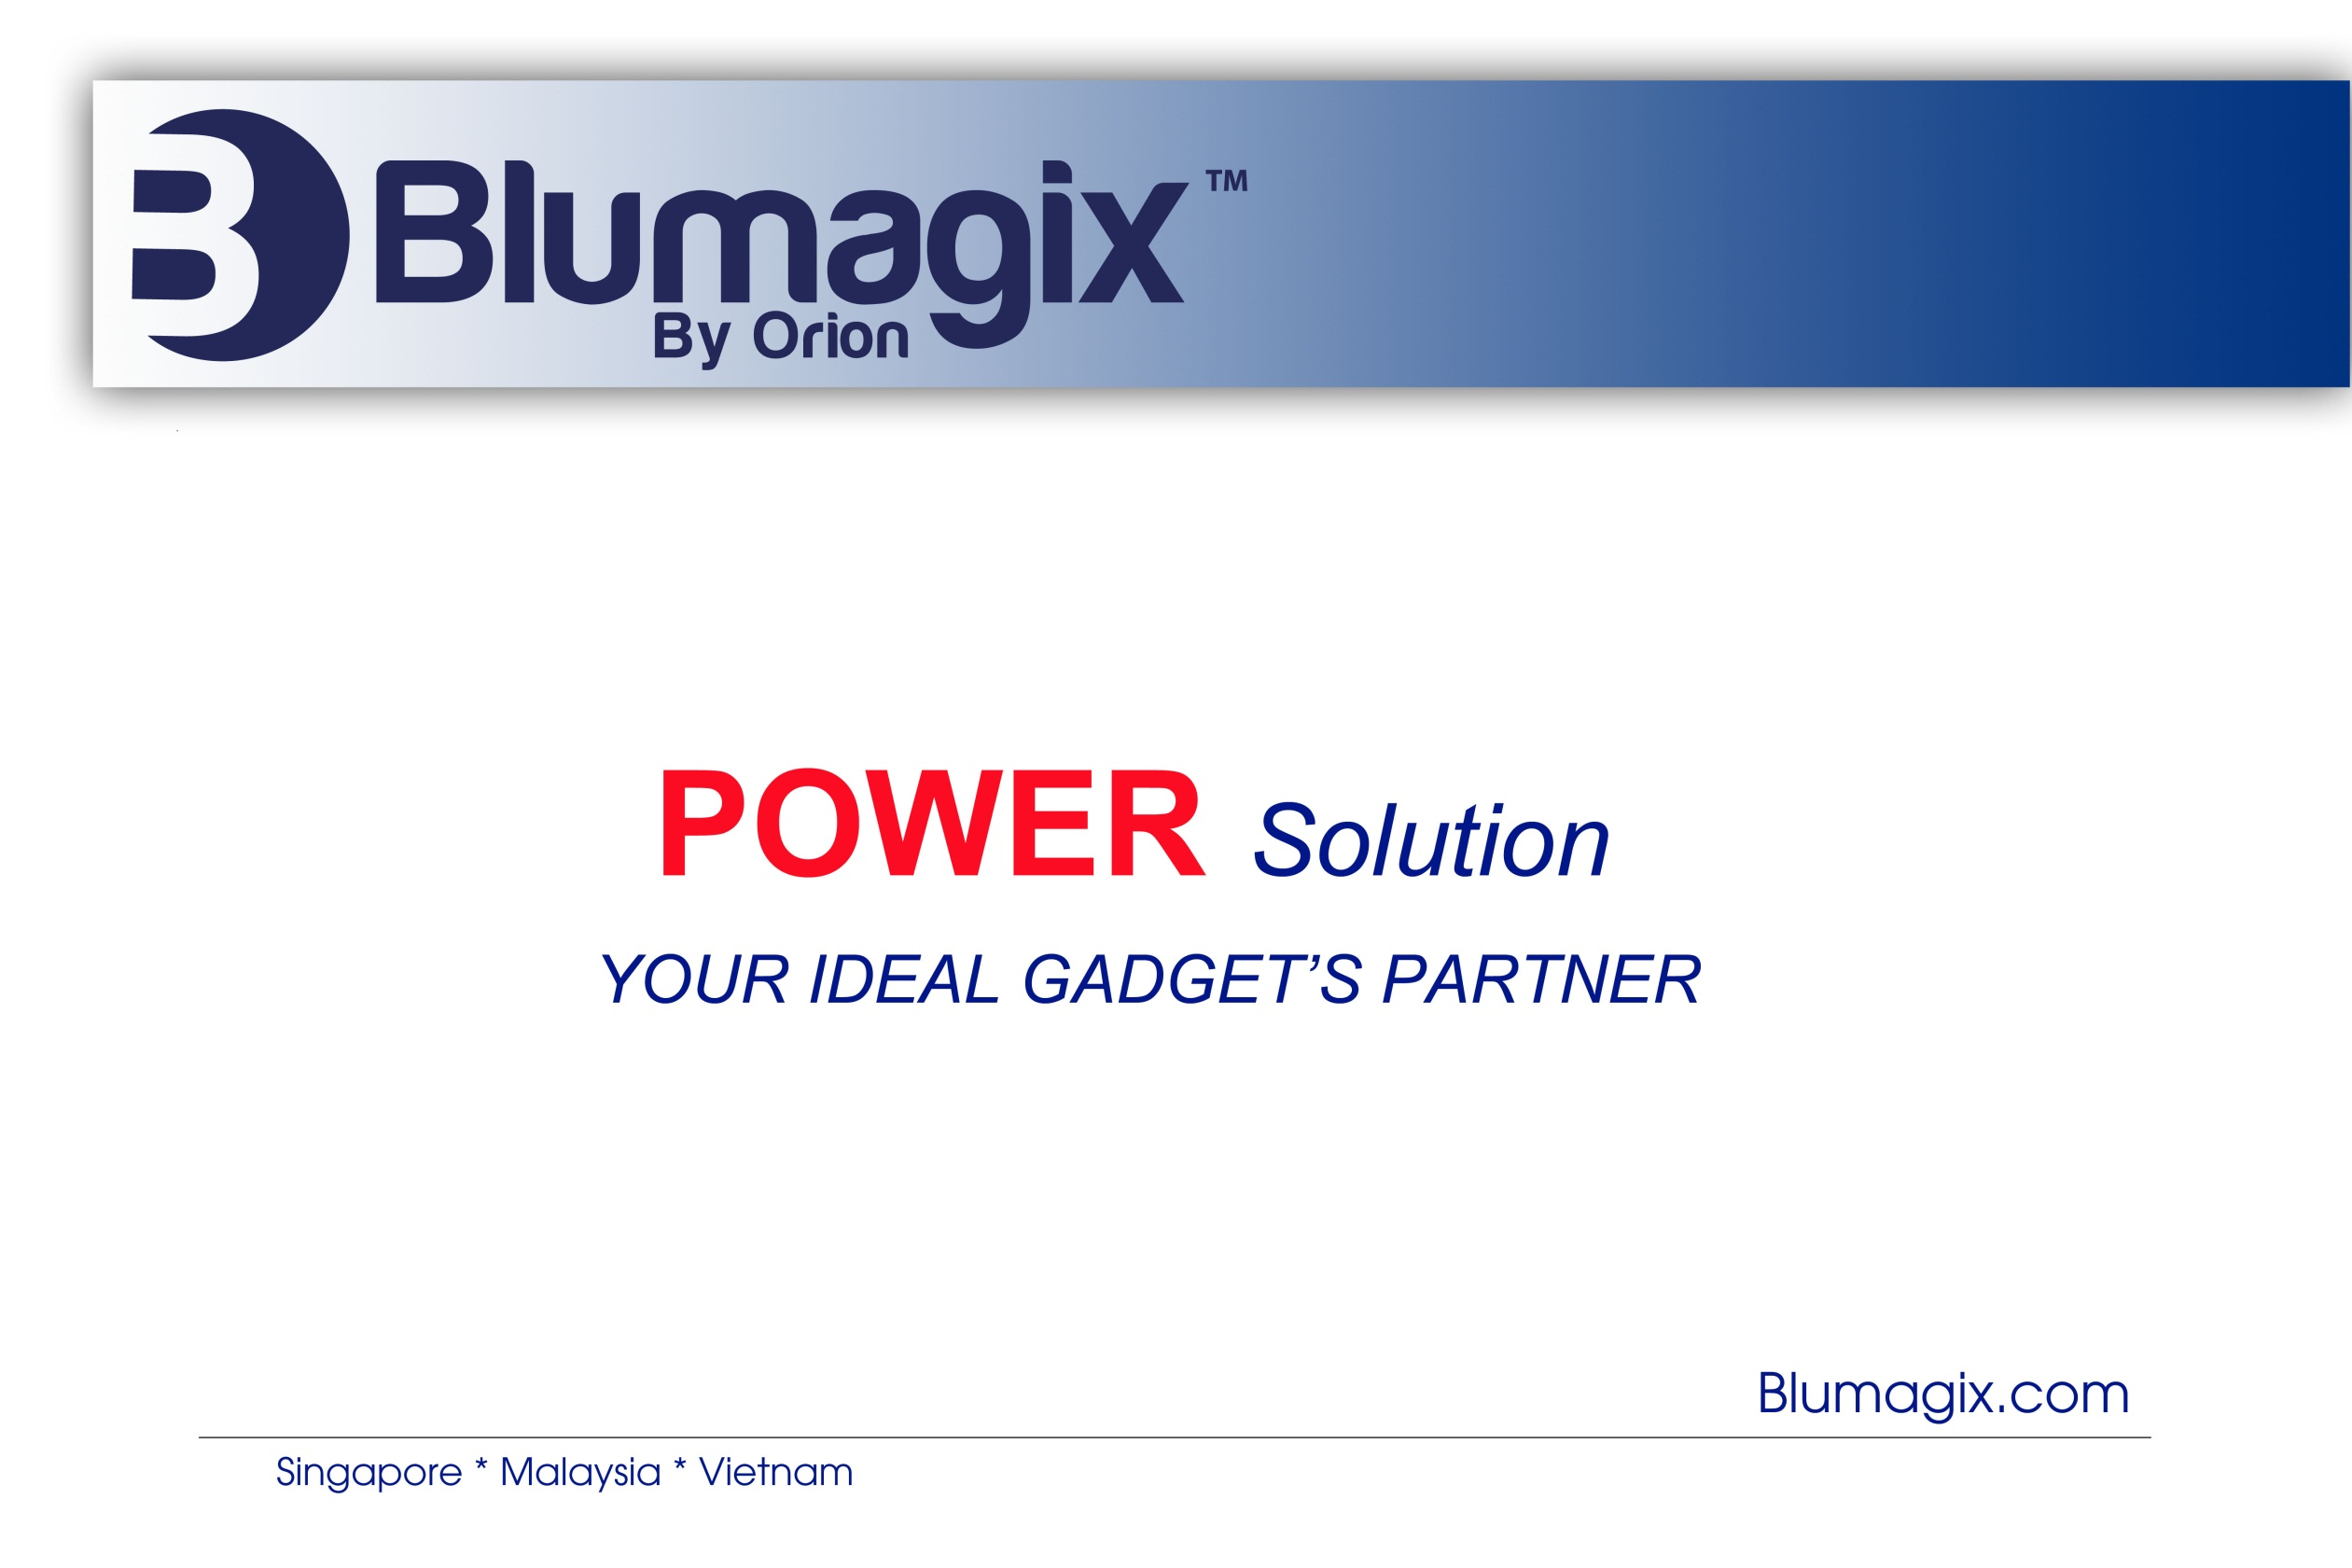 B Blumagix™
By Orion
POWER Solution
YOUR IDEAL GADGET’S PARTNER
Blumagix.com
Singapore * Malaysia * Vietnam